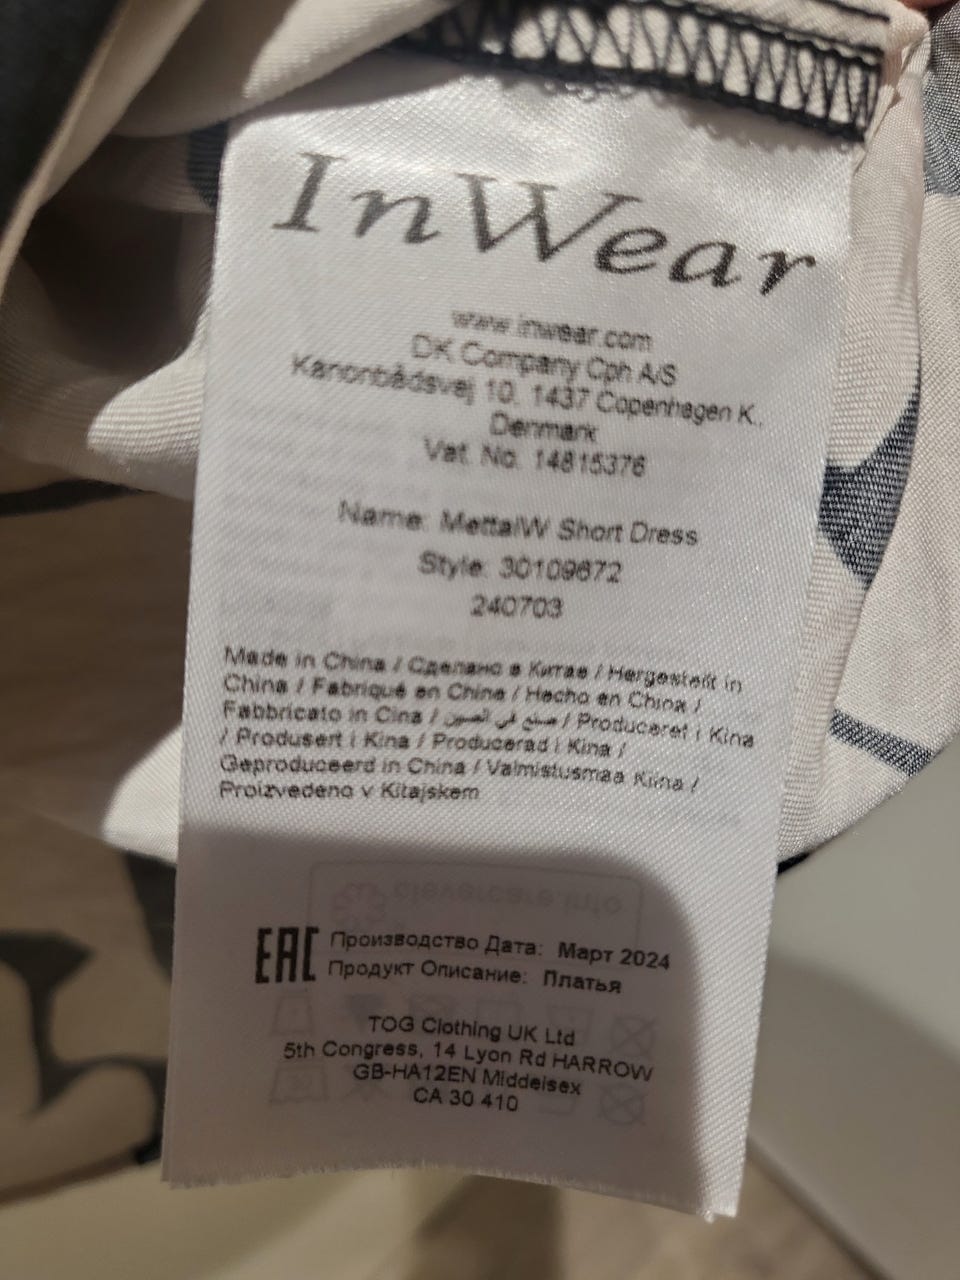 InWear
www.inwear.com
DK Company Cph A/S
Kanonbådsvej 10, 1437 Copenhagen K.,
Denmark
Vat. No. 14815376
Name: MettaIW Short Dress
Style: 30109672
240703
Made in China / Сделано в Китае / Hergestellt in
China / Fabriqué en Chine / Hecho en China /
Fabbricato in Cina / صنع في الصين / Produceret i Kina
/ Produsert i Kina / Producerad i Kina /
Geproduceerd in China / Valmistusmaa Kiina /
Proizvedeno v Kitajskem
clevercare.info
EAC Производство Дата: Март 2024
Продукт Описание: Платья
TOG Clothing UK Ltd
5th Congress, 14 Lyon Rd HARROW
GB-HA12EN Middelsex
CA 30 410